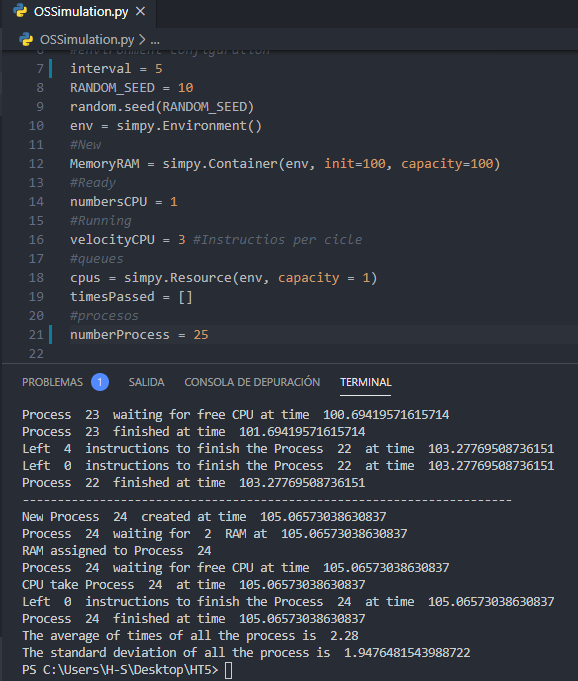 OSSimulation.py ×
OSSimulation.py > ...
6 #Environment Configuration
7 interval = 5
8 RANDOM_SEED = 10
9 random.seed(RANDOM_SEED)
10 env = simpy.Environment()
11 #New
12 MemoryRAM = simpy.Container(env, init=100, capacity=100)
13 #Ready
14 numbersCPU = 1
15 #Running
16 velocityCPU = 3 #Instructios per cicle
17 #queues
18 cpus = simpy.Resource(env, capacity = 1)
19 timesPassed = []
20 #procesos
21 numberProcess = 25
22
PROBLEMAS 1 SALIDA CONSOLA DE DEPURACIÓN TERMINAL
Process  23  waiting for free CPU at time  100.69419571615714
Process  23  finished at time  101.69419571615714
Left  4  instructions to finish the Process  22  at time  103.27769508736151
Left  0  instructions to finish the Process  22  at time  103.27769508736151
Process  22  finished at time  103.27769508736151
----------------------------------------------------------------------
New Process  24  created at time  105.06573038630837
Process  24  waiting for  2  RAM at  105.06573038630837
RAM assigned to Process  24
Process  24  waiting for free CPU at time  105.06573038630837
CPU take Process  24  at time  105.06573038630837
Left  0  instructions to finish the Process  24  at time  105.06573038630837
Process  24  finished at time  105.06573038630837
The average of times of all the process is  2.28
The standard deviation of all the process is  1.9476481543988722
PS C:\Users\H-S\Desktop\HT5>